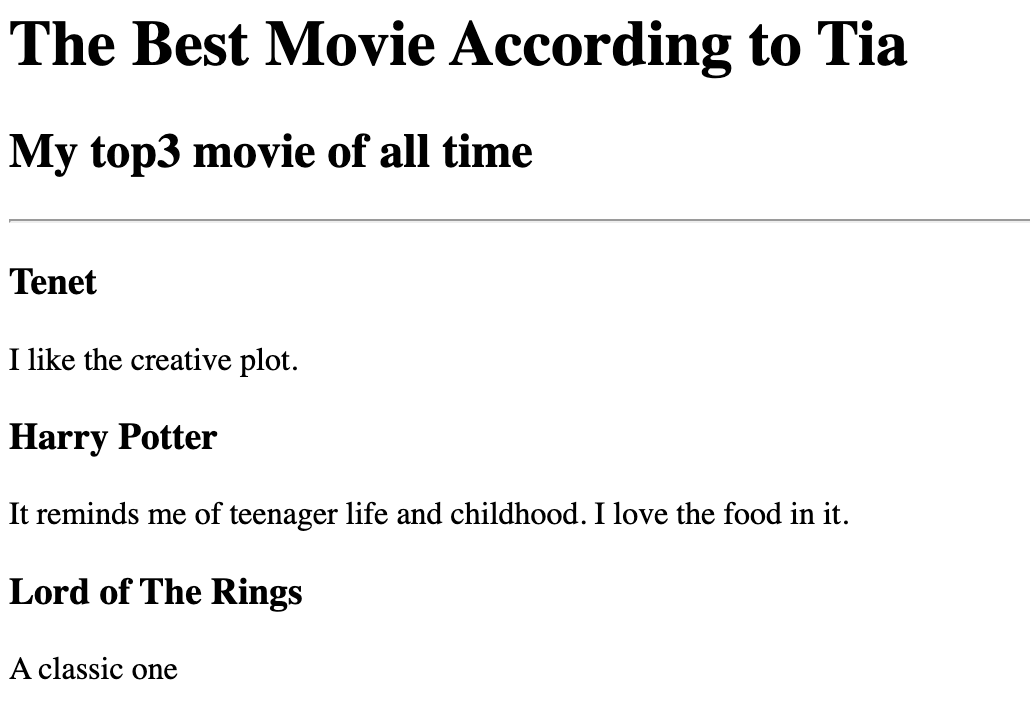 The Best Movie According to Tia
My top3 movie of all time
Tenet
I like the creative plot.
Harry Potter
It reminds me of teenager life and childhood. I love the food in it.
Lord of The Rings
A classic one